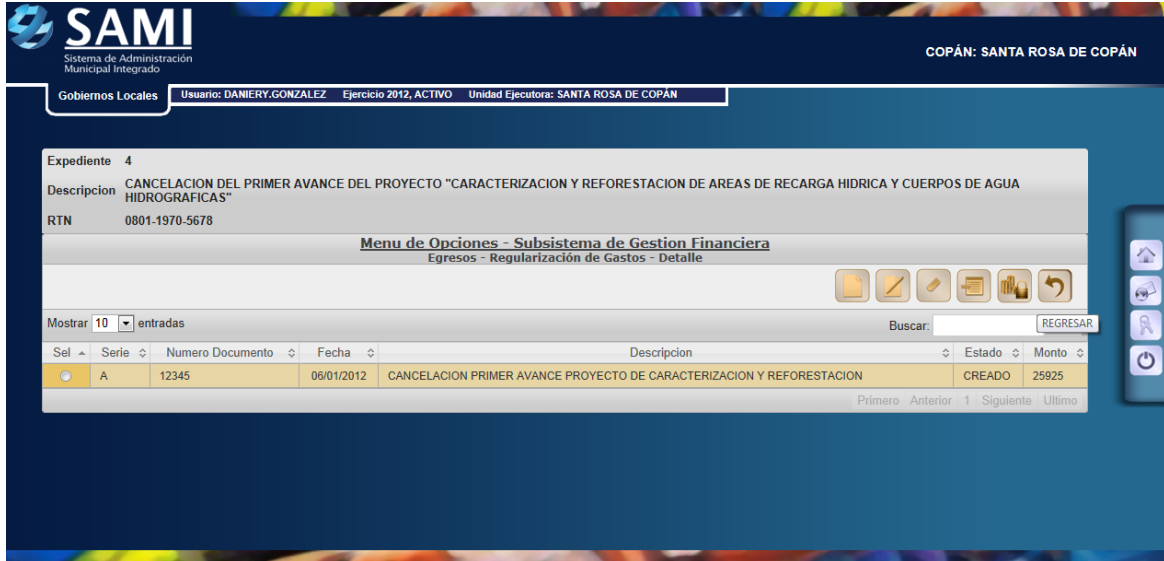 SAMI
Sistema de Administración
Municipal Integrado
COPÁN: SANTA ROSA DE COPÁN
Gobiernos Locales
Usuario: DANIERY.GONZALEZ Ejercicio 2012, ACTIVO Unidad Ejecutora: SANTA ROSA DE COPÁN
Expediente 4
Descripcion CANCELACION DEL PRIMER AVANCE DEL PROYECTO "CARACTERIZACION Y REFORESTACION DE AREAS DE RECARGA HIDRICA Y CUERPOS DE AGUA
HIDROGRAFICAS"
RTN 0801-1970-5678
Menu de Opciones - Subsistema de Gestion Financiera
Egresos - Regularización de Gastos - Detalle
Mostrar 10 entradas Buscar: REGRESAR
Sel Serie Numero Documento Fecha Descripcion Estado Monto
A 12345 06/01/2012 CANCELACION PRIMER AVANCE PROYECTO DE CARACTERIZACION Y REFORESTACION CREADO 25925
Primero Anterior 1 Siguiente Ultimo